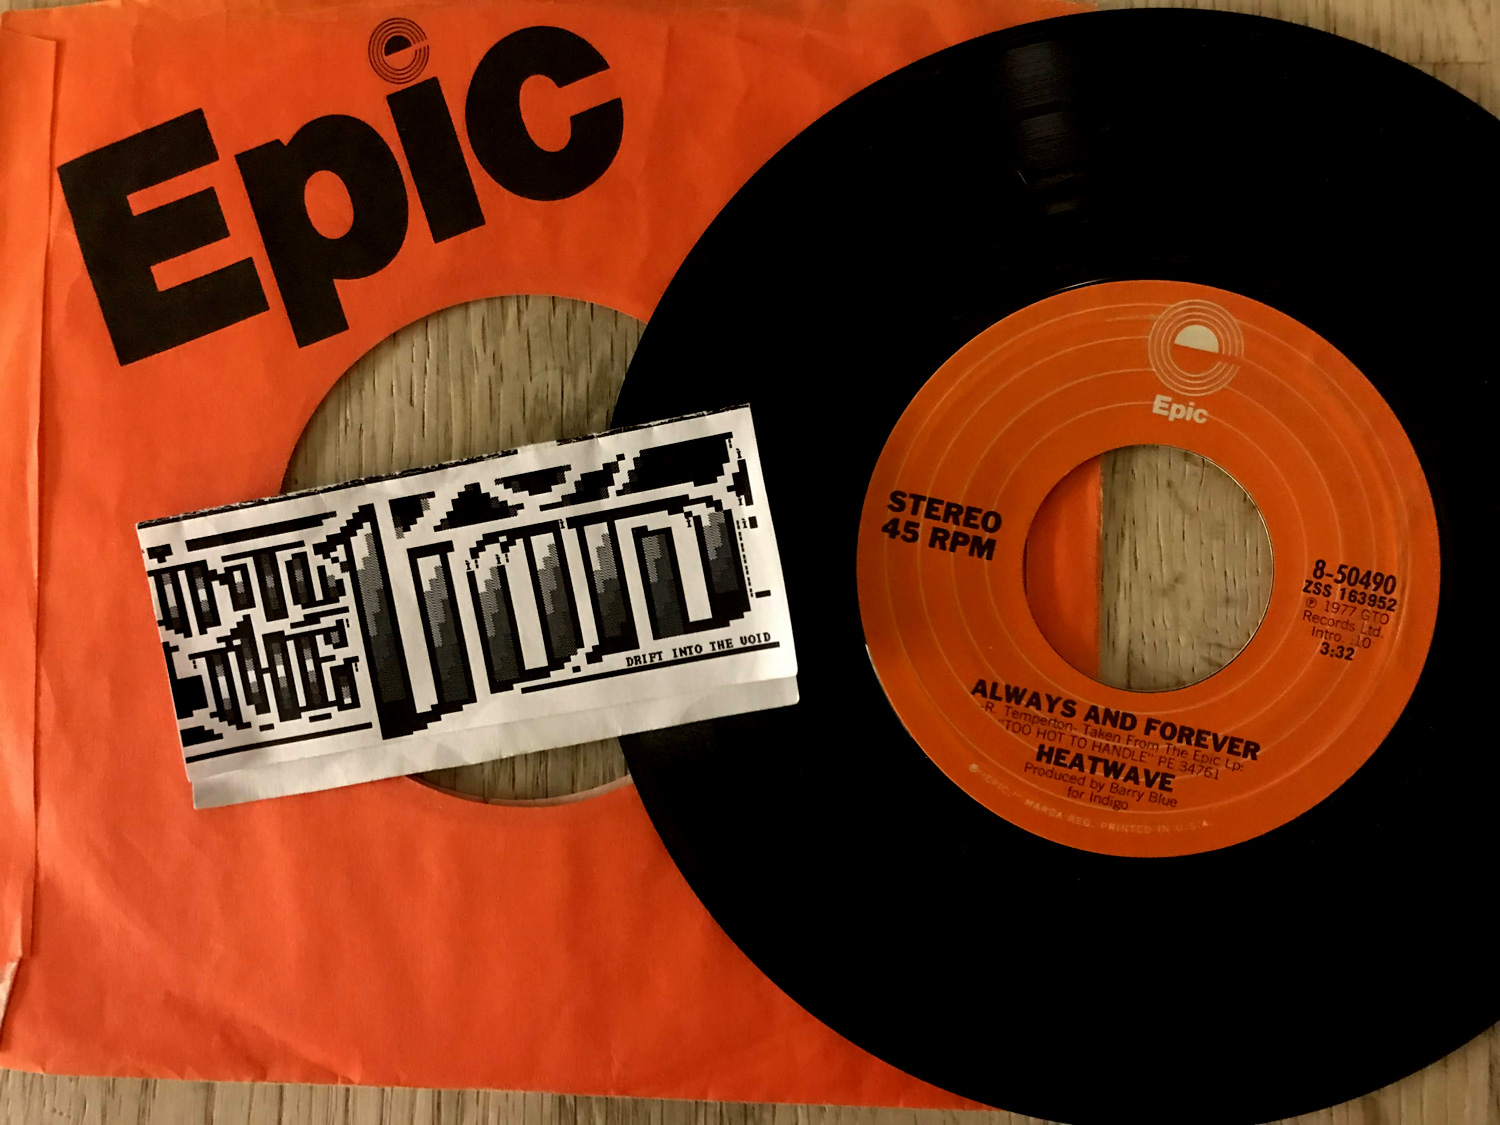 Epic
INTO
THE
VOID
DRIFT INTO THE VOID
Epic
STEREO
45 RPM
8-50490
ZSS 163952
℗ 1977 GTO
Records Ltd.
Intro. :10
3:32
ALWAYS AND FOREVER
-R. Temperton- Taken From The Epic Lp:
"TOO HOT TO HANDLE" PE 34761
HEATWAVE
Produced by Barry Blue
for Indigo
®"EPIC," MARCA REG. PRINTED IN U.S.A.